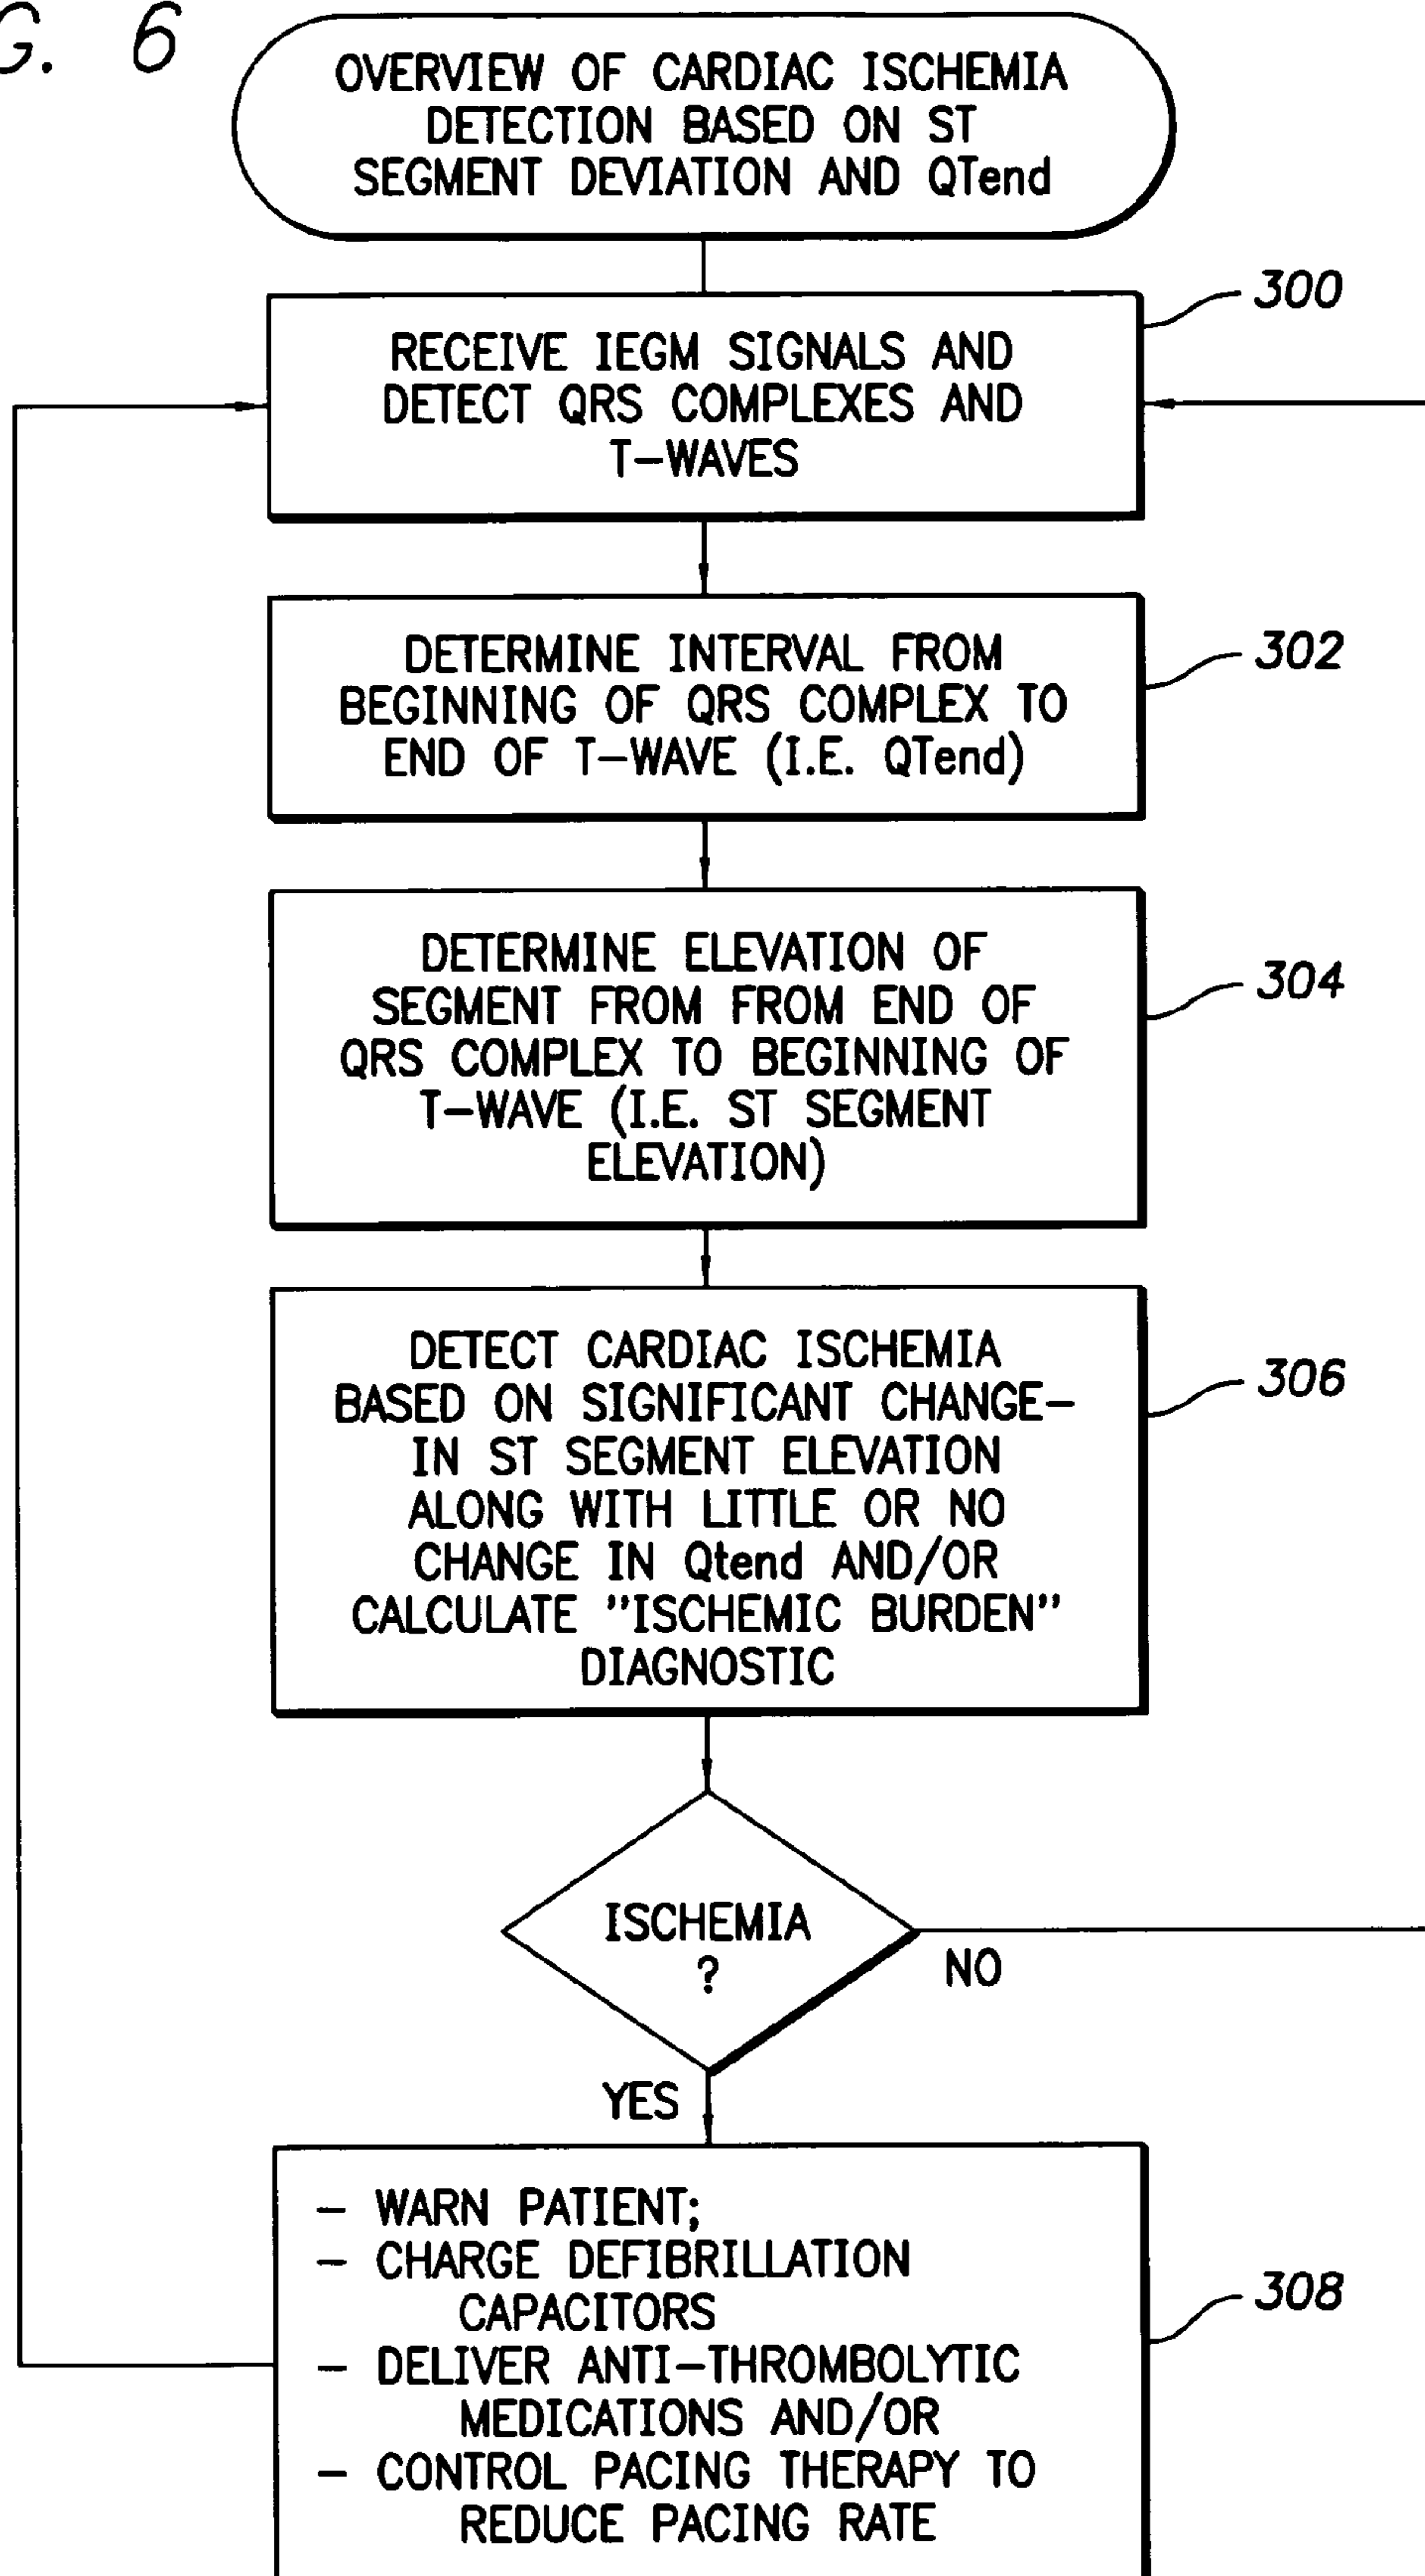 G. 6
OVERVIEW OF CARDIAC ISCHEMIA
DETECTION BASED ON ST
SEGMENT DEVIATION AND QTend
300
RECEIVE IEGM SIGNALS AND
DETECT QRS COMPLEXES AND
T-WAVES
302
DETERMINE INTERVAL FROM
BEGINNING OF QRS COMPLEX TO
END OF T-WAVE (I.E. QTend)
304
DETERMINE ELEVATION OF
SEGMENT FROM FROM END OF
QRS COMPLEX TO BEGINNING OF
T-WAVE (I.E. ST SEGMENT
ELEVATION)
306
DETECT CARDIAC ISCHEMIA
BASED ON SIGNIFICANT CHANGE-
IN ST SEGMENT ELEVATION
ALONG WITH LITTLE OR NO
CHANGE IN Qtend AND/OR
CALCULATE "ISCHEMIC BURDEN"
DIAGNOSTIC
ISCHEMIA
?
NO
YES
308
- WARN PATIENT;
- CHARGE DEFIBRILLATION
CAPACITORS
- DELIVER ANTI-THROMBOLYTIC
MEDICATIONS AND/OR
- CONTROL PACING THERAPY TO
REDUCE PACING RATE